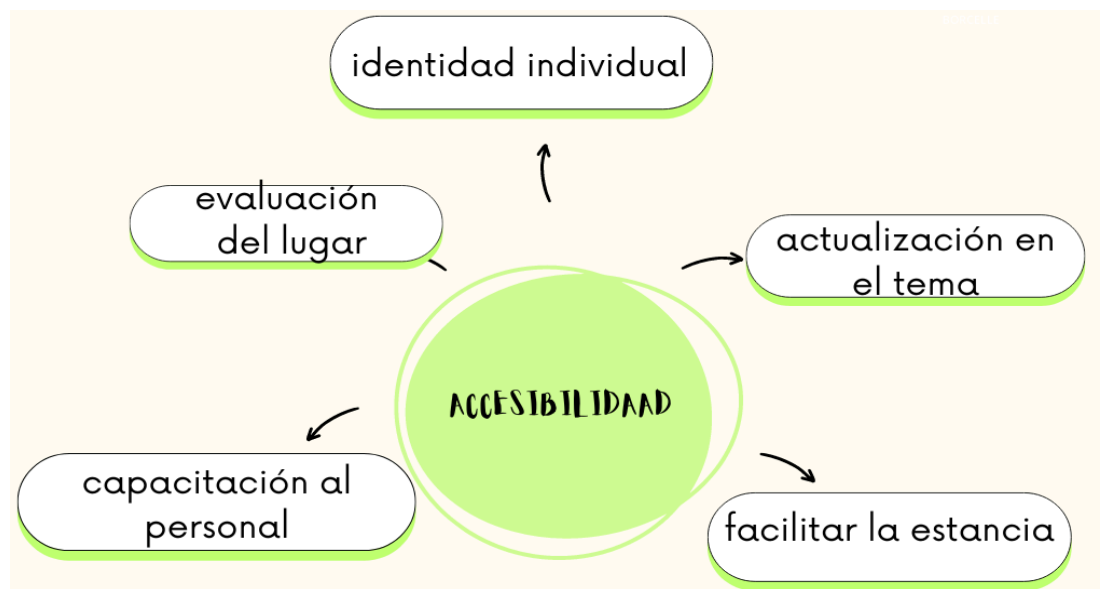 identidad individual
evaluación
del lugar
actualización en
el tema
ACCESIBILIDAAD
capacitación al
personal
facilitar la estancia